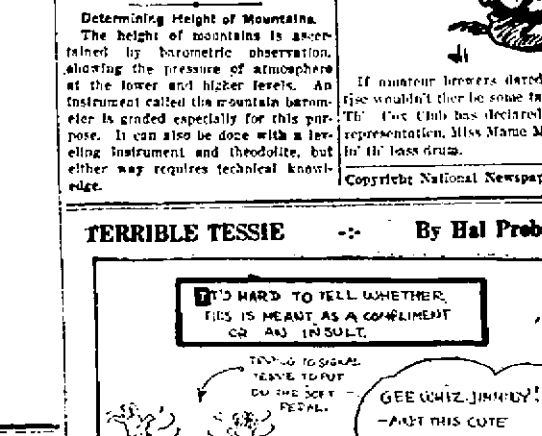 Determining Height of Mountains.
The height of mountains is ascer-
tained by barometric observation,
showing the pressure of atmosphere
at the lower and higher levels. An
instrument called the mountain barom-
eter is graded especially for this pur-
pose. It can also be done with a lev-
eling instrument and theodolite, but
either way requires technical knowl-
edge.
If amateur brewers dared
rise wouldn't ther be some
Th' Club has declared
representation, Miss Mame M
in' th' bass drum.
Copyright National Newspap
TERRIBLE TESSIE -:- By Hal Prob
IT'S HARD TO TELL WHETHER
THIS IS MEANT AS A COMPLIMENT
OR AN INSULT.
TO SIGNAL
TESSIE TO PUT
ON THE SOFT
PEDAL.
GEE WHIZ JIMMY!
-AIN'T THIS CUTE